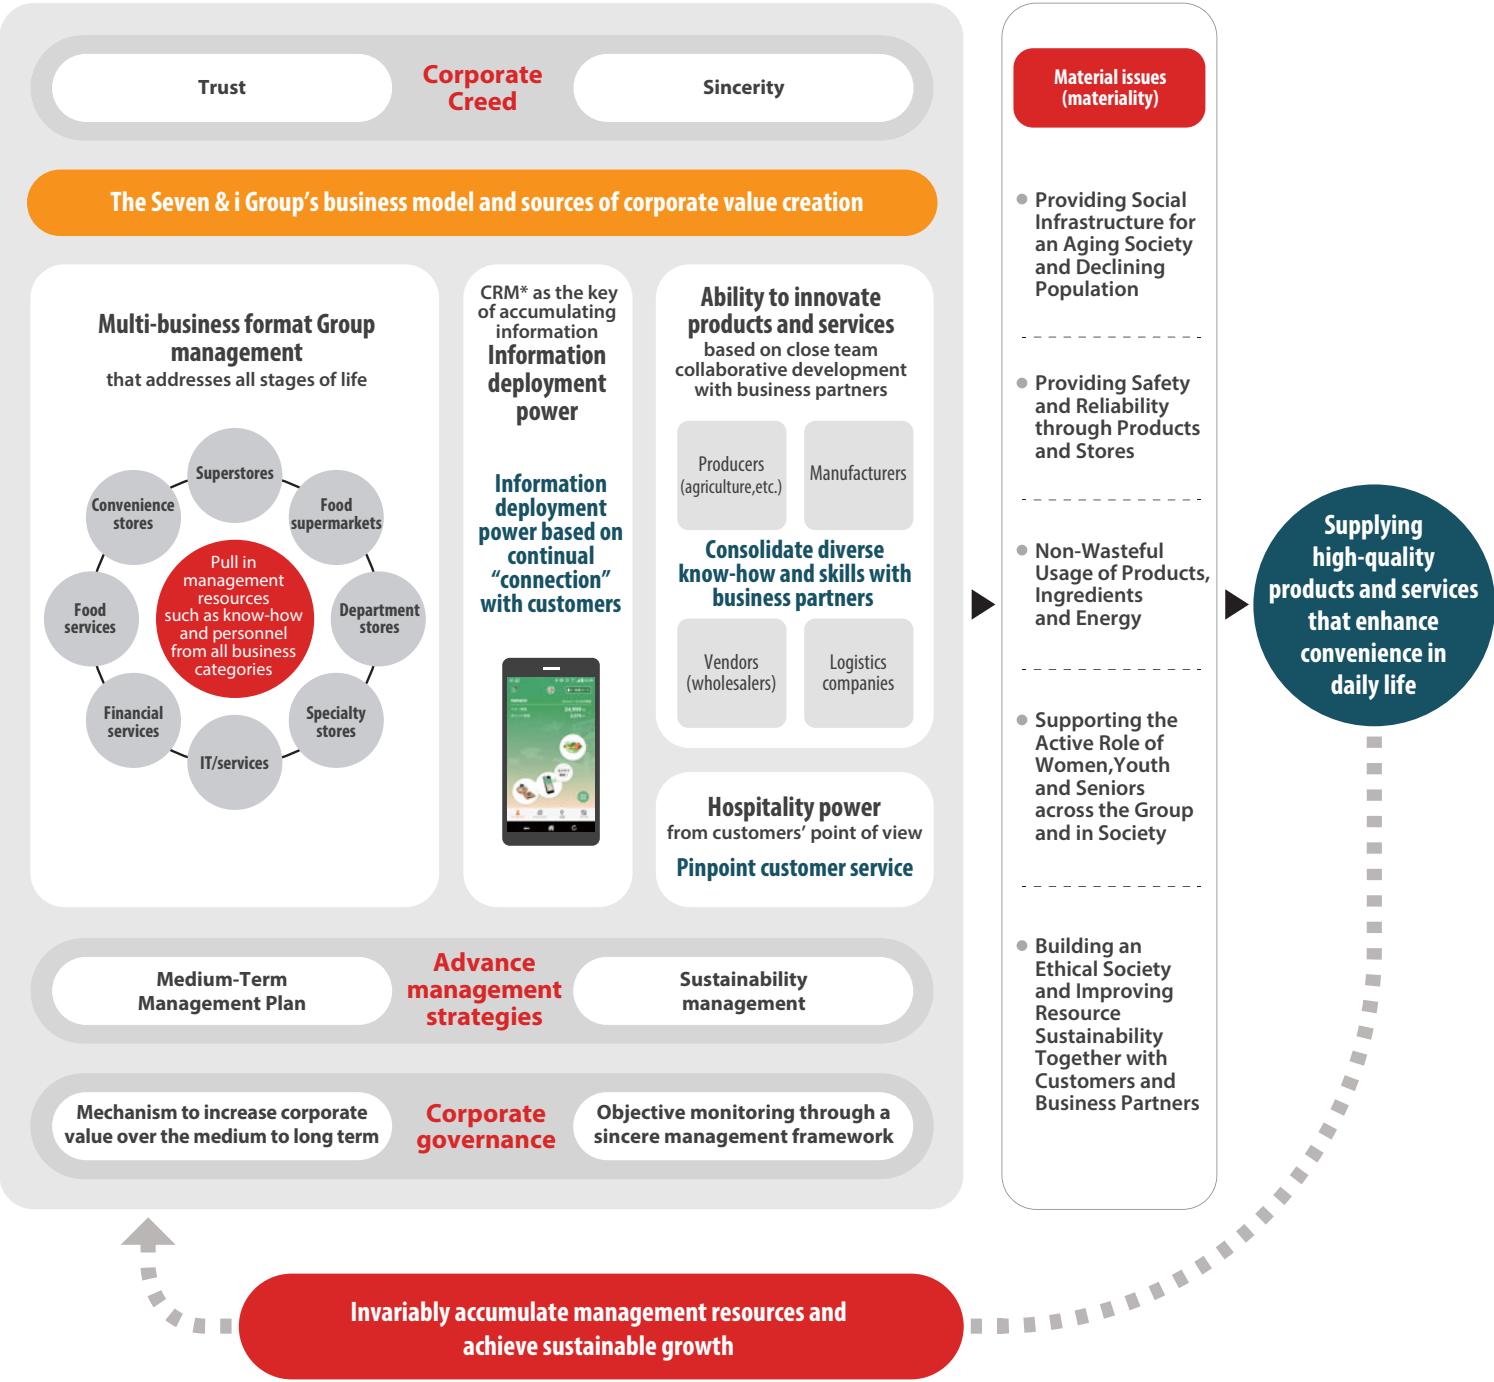 Trust
Corporate
Creed
Sincerity
The Seven & i Group's business model and sources of corporate value creation
Multi-business format Group
management
that addresses all stages of life
Superstores
Food
supermarkets
Department
stores
Specialty
stores
IT/services
Financial
services
Food
services
Convenience
stores
Pull in
management
resources
such as know-how
and personnel
from all business
categories
CRM* as the key
of accumulating
information
Information
deployment
power
Information
deployment
power based on
continual
“connection”
with customers
Ability to innovate
products and services
based on close team
collaborative development
with business partners
Producers
(agriculture,etc.)
Manufacturers
Consolidate diverse
know-how and skills with
business partners
Vendors
(wholesalers)
Logistics
companies
Hospitality power
from customers' point of view
Pinpoint customer service
Medium-Term
Management Plan
Advance
management
strategies
Sustainability
management
Mechanism to increase corporate
value over the medium to long term
Corporate
governance
Objective monitoring through a
sincere management framework
Material issues
(materiality)
Providing Social
Infrastructure for
an Aging Society
and Declining
Population
Providing Safety
and Reliability
through Products
and Stores
Non-Wasteful
Usage of Products,
Ingredients
and Energy
Supporting the
Active Role of
Women,Youth
and Seniors
across the Group
and in Society
Building an
Ethical Society
and Improving
Resource
Sustainability
Together with
Customers and
Business Partners
Supplying
high-quality
products and services
that enhance
convenience in
daily life
Invariably accumulate management resources and
achieve sustainable growth